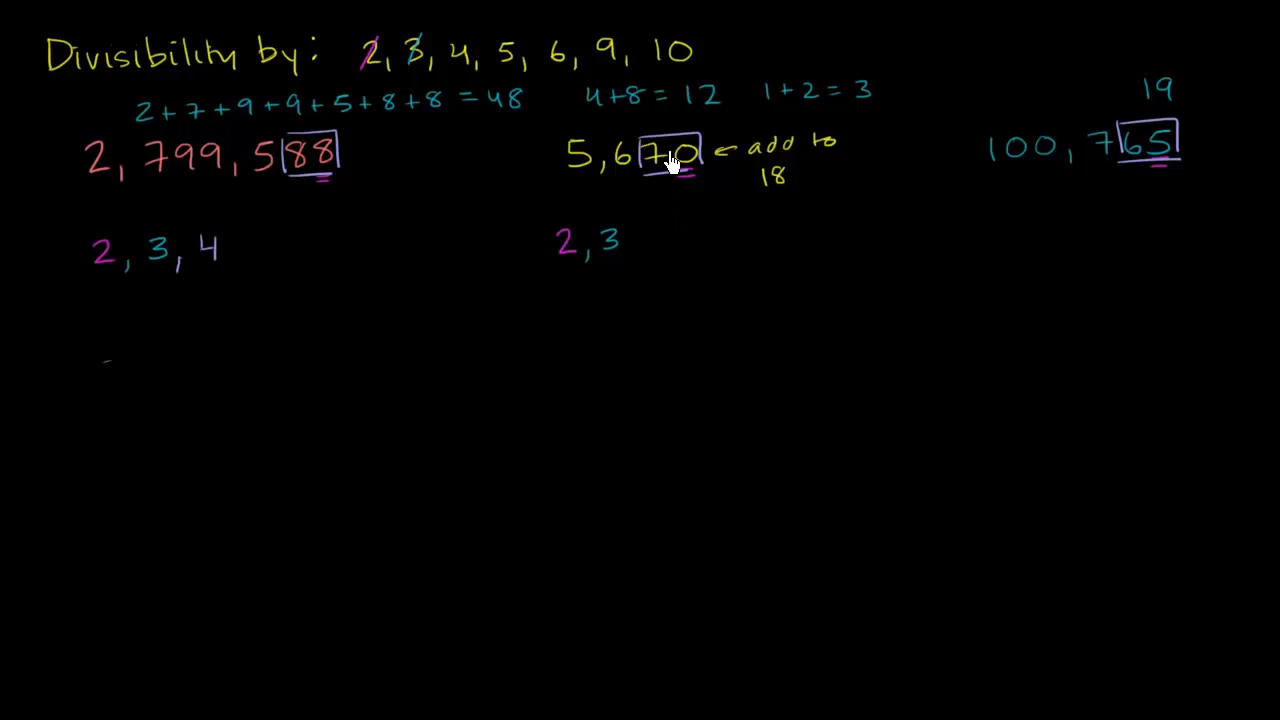 Divisibility by: 2, 3, 4, 5, 6, 9, 10
2+7+9+9+5+8+8 = 48 4+8 = 12 1+2 = 3 19
2, 799, 588 5,670 ← add to 18 100, 765
2, 3, 4 2, 3